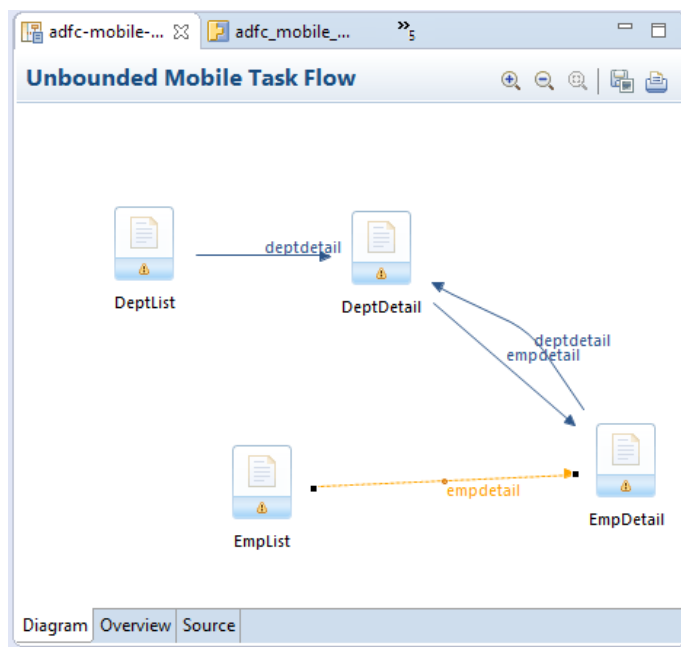 adfc-mobile-... adfc_mobile_... »5
Unbounded Mobile Task Flow
deptdetail
DeptList
DeptDetail
deptdetail
empdetail
empdetail
EmpList
EmpDetail
Diagram Overview Source